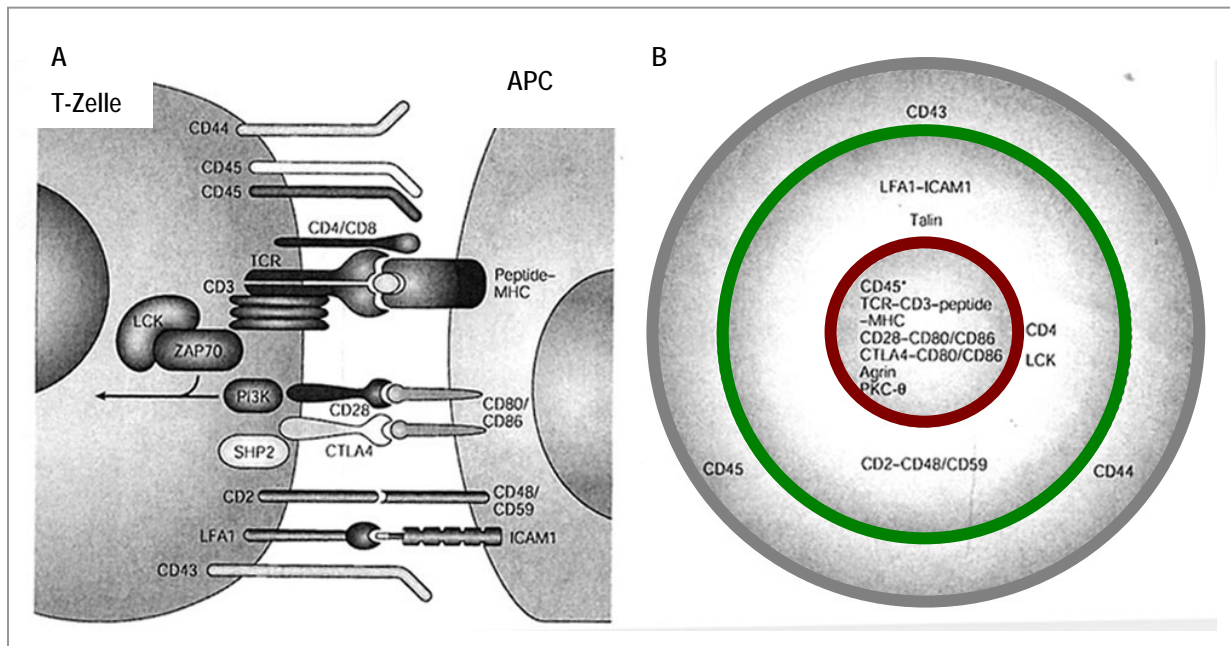 A
T-Zelle
APC
CD44
CD45
CD45
CD4/CD8
TCR
CD3
Peptide–
MHC
LCK
ZAP70
PI3K
CD28
CD80/
CD86
SHP2
CTLA4
CD2
CD48/
CD59
LFA1
ICAM1
CD43
B
CD43
LFA1–ICAM1
Talin
CD45*
TCR–CD3–peptide
–MHC
CD28–CD80/CD86
CTLA4–CD80/CD86
Agrin
PKC-θ
CD4
LCK
CD45
CD2–CD48/CD59
CD44